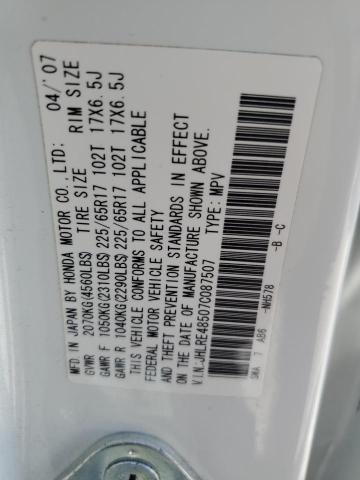 MFD. IN JAPAN BY HONDA MOTOR CO., LTD: 04/'07
TIRE SIZE RIM SIZE
GVWR 2070KG(4560LBS)
GAWR F 1050KG(2310LBS) 225/65R17 102T 17X6.5J
GAWR R 1040KG(2290LBS) 225/65R17 102T 17X6.5J
THIS VEHICLE CONFORMS TO ALL APPLICABLE
FEDERAL MOTOR VEHICLE SAFETY
AND THEFT PREVENTION STANDARDS IN EFFECT
ON THE DATE OF MANUFACTURE SHOWN ABOVE.
V.I.N. JHLRE48507C087507 TYPE: MPV
SWA 7 AB6 -NH578 -B -C